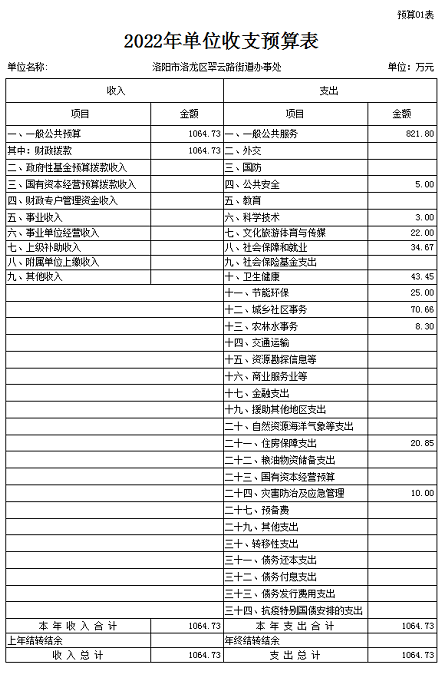 预算01表
2022年单位收支预算表
单位名称: 洛阳市洛龙区翠云路街道办事处 单位：万元
收入 支出
项目 金额 项目 金额
一、一般公共预算 1064.73 一、一般公共服务 821.80
其中：财政拨款 1064.73 二、外交
二、政府性基金预算拨款收入 三、国防
三、国有资本经营预算拨款收入 四、公共安全 5.00
四、财政专户管理资金收入 五、教育
五、事业收入 六、科学技术 3.00
六、事业单位经营收入 七、文化旅游体育与传媒 22.00
七、上级补助收入 八、社会保障和就业 34.67
八、附属单位上缴收入 九、社会保险基金支出
九、其他收入 十、卫生健康 43.45
十一、节能环保 25.00
十二、城乡社区事务 70.66
十三、农林水事务 8.30
十四、交通运输
十五、资源勘探信息等
十六、商业服务业等
十七、金融支出
十九、援助其他地区支出
二十、自然资源海洋气象等支出
二十一、住房保障支出 20.85
二十二、粮油物资储备支出
二十三、国有资本经营预算
二十四、灾害防治及应急管理 10.00
二十七、预备费
二十九、其他支出
三十、转移性支出
三十一、债务还本支出
三十二、债务付息支出
三十三、债务发行费用支出
三十四、抗疫特别国债安排的支出
本年收入合计 1064.73 本年支出合计 1064.73
上年结转结余 年终结转结余
收入总计 1064.73 支出总计 1064.73